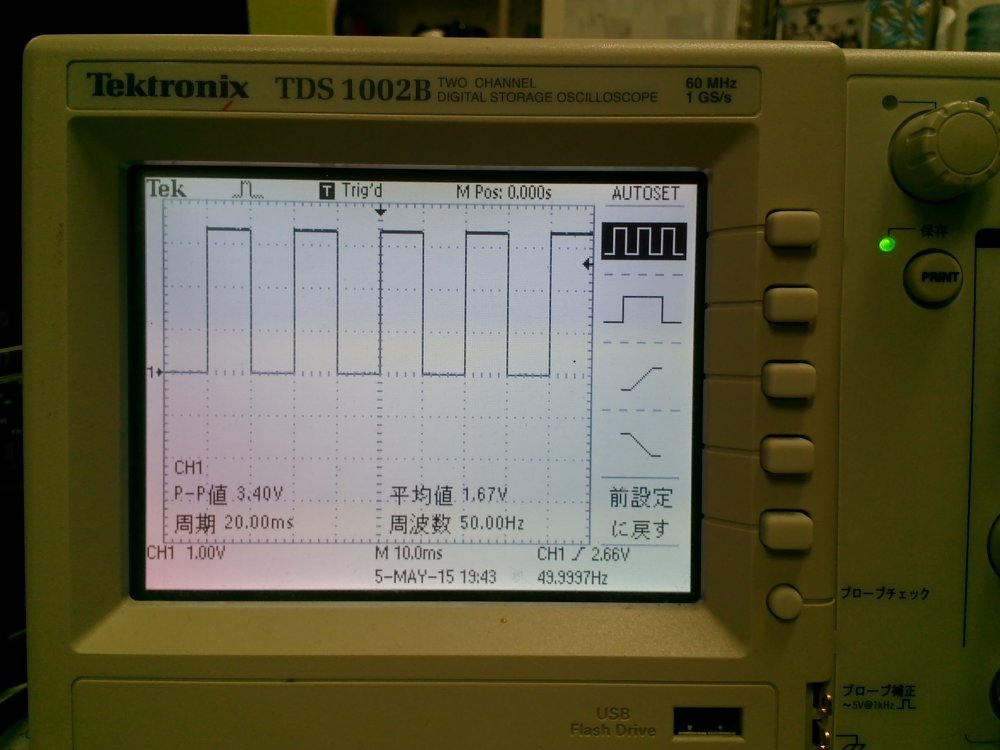 Tektronix TDS 1002B TWO CHANNEL DIGITAL STORAGE OSCILLOSCOPE 60 MHz 1 GS/s
Tek T Trig'd M Pos: 0.000s AUTOSET
保存
PRINT
1
CH1
P-P値 3.40V 平均値 1.67V
周期 20.00ms 周波数 50.00Hz
前設定
に戻す
CH1 1.00V M 10.0ms CH1 2.66V
5-MAY-15 19:43 49.9997Hz
プローブチェック
プローブ補正
~5V@1kHz
USB
Flash Drive